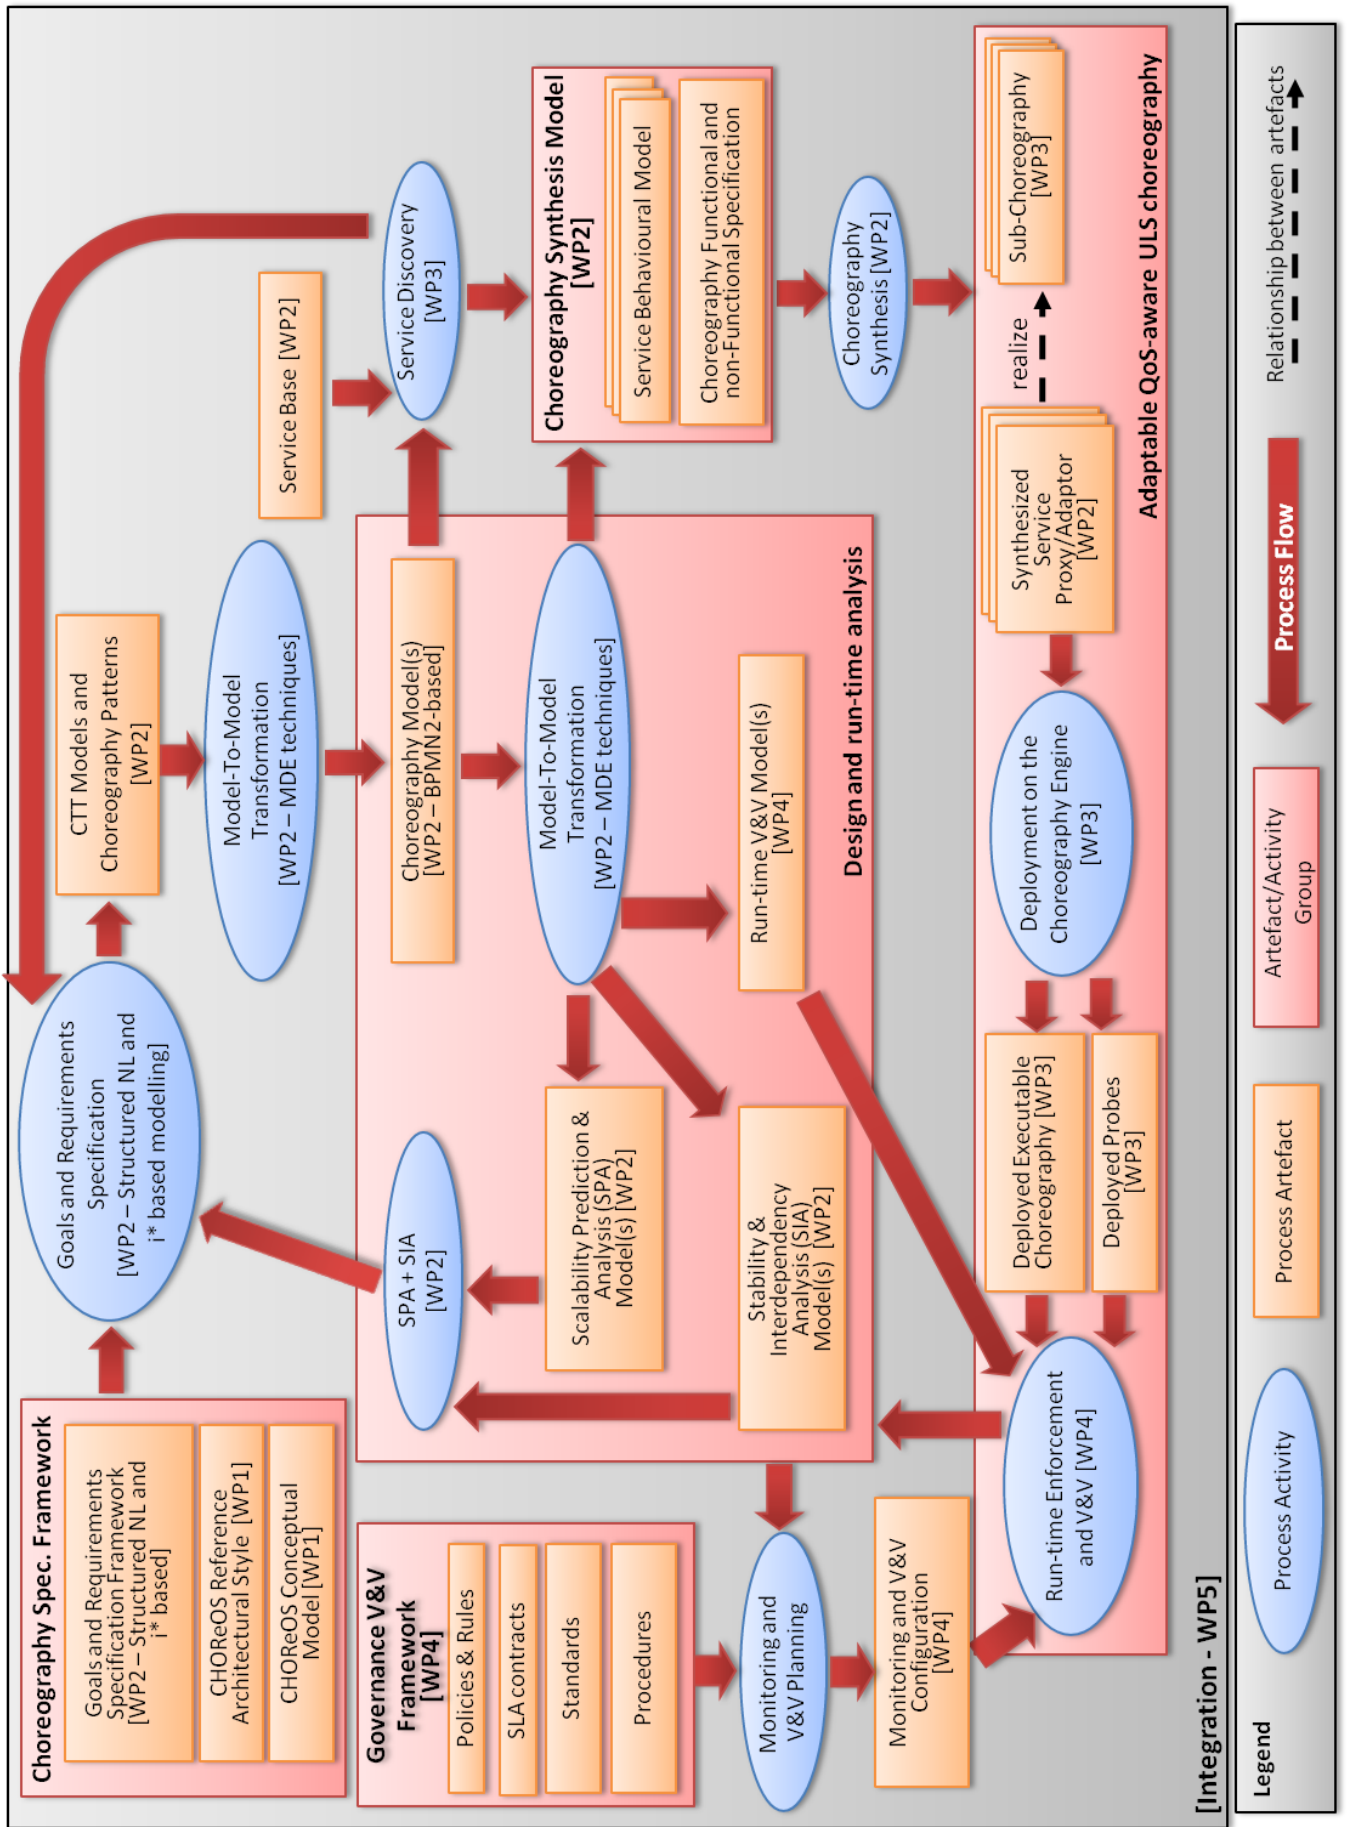 Choreography Spec. Framework
Goals and Requirements
Specification Framework
[WP2 – Structured NL and
i* based]
CHOReOS Reference
Architectural Style [WP1]
CHOReOS Conceptual
Model [WP1]
Goals and Requirements
Specification
[WP2 – Structured NL and
i* based modelling]
CTT Models and
Choreography Patterns
[WP2]
Model-To-Model
Transformation
[WP2 – MDE techniques]
Service Base [WP2]
Service Discovery
[WP3]
Governance V&V
Framework
[WP4]
Policies & Rules
SLA contracts
Standards
Procedures
SPA + SIA
[WP2]
Scalability Prediction &
Analysis (SPA)
Model(s) [WP2]
Stability &
Interdependency
Analysis (SIA)
Model(s) [WP2]
Choreography Model(s)
[WP2 – BPMN2-based]
Model-To-Model
Transformation
[WP2 – MDE techniques]
Run-time V&V Model(s)
[WP4]
Design and run-time analysis
Choreography Synthesis Model
[WP2]
Service Behavioural Model
Choreography Functional and
non-Functional Specification
Choreography
Synthesis [WP2]
Monitoring and
V&V Planning
Monitoring and V&V
Configuration
[WP4]
Run-time Enforcement
and V&V [WP4]
Deployed Executable
Choreography [WP3]
Deployed Probes
[WP3]
Deployment on the
Choreography Engine
[WP3]
Synthesized
Service
Proxy/Adaptor
[WP2]
realize
Sub-Choreography
[WP3]
Adaptable QoS-aware ULS choreography
[Integration - WP5]
Legend
Process Activity
Process Artefact
Artefact/Activity
Group
Process Flow
Relationship between artefacts